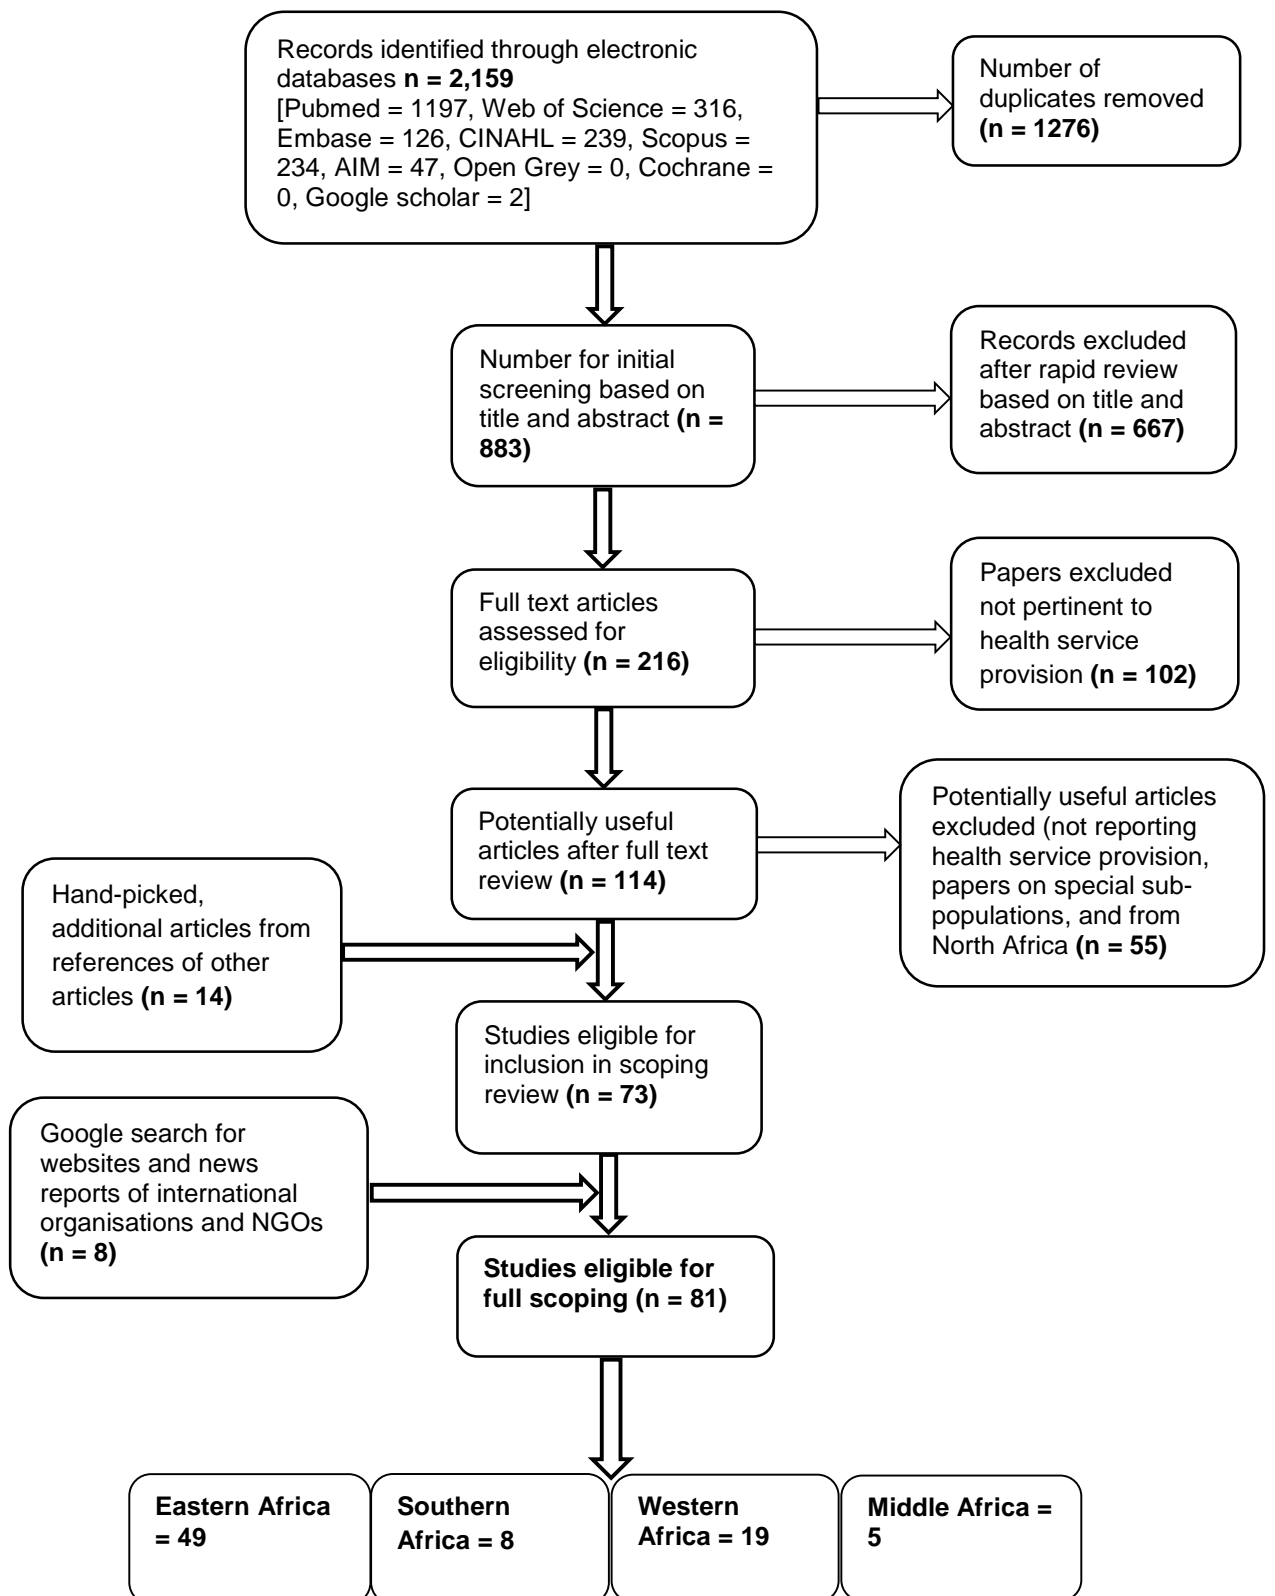 Records identified through electronic
databases n = 2,159
[Pubmed = 1197, Web of Science = 316,
Embase = 126, CINAHL = 239, Scopus =
234, AIM = 47, Open Grey = 0, Cochrane =
0, Google scholar = 2]
Number of
duplicates removed
(n = 1276)
Number for initial
screening based on
title and abstract (n =
883)
Records excluded
after rapid review
based on title and
abstract (n = 667)
Full text articles
assessed for
eligibility (n = 216)
Papers excluded
not pertinent to
health service
provision (n = 102)
Potentially useful
articles after full text
review (n = 114)
Potentially useful articles
excluded (not reporting
health service provision,
papers on special sub-
populations, and from
North Africa (n = 55)
Hand-picked,
additional articles from
references of other
articles (n = 14)
Studies eligible for
inclusion in scoping
review (n = 73)
Google search for
websites and news
reports of international
organisations and NGOs
(n = 8)
Studies eligible for
full scoping (n = 81)
Eastern Africa
= 49
Southern
Africa = 8
Western
Africa = 19
Middle Africa =
5